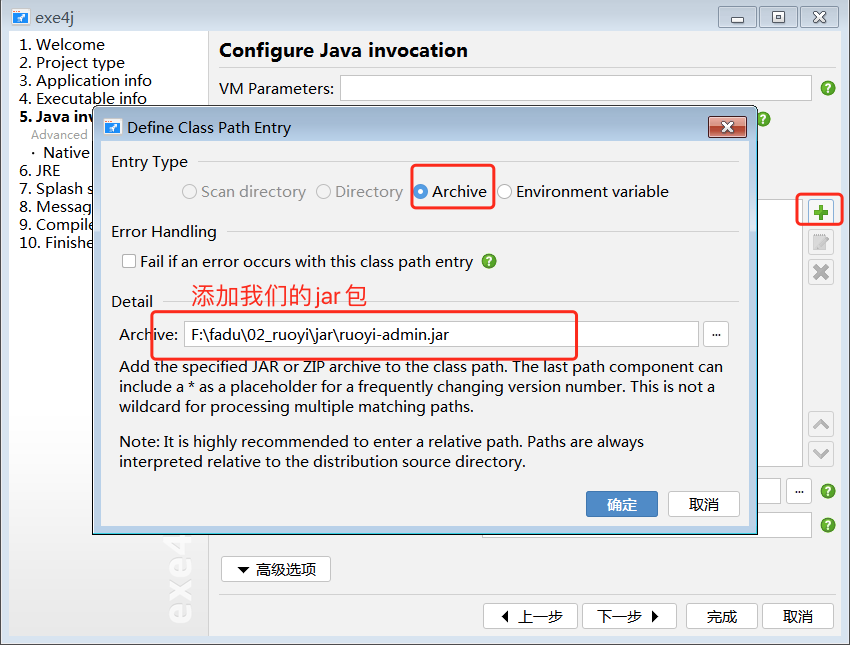 exe4j
1. Welcome
2. Project type
3. Application info
4. Executable info
5. Java inv
Advanced
· Native
6. JRE
7. Splash s
8. Messag
9. Compile
10. Finishe
exe4
Configure Java invocation
VM Parameters:
Define Class Path Entry
Entry Type
Scan directory Directory Archive Environment variable
Error Handling
Fail if an error occurs with this class path entry
添加我们的jar包
Detail
Archive: F:\fadu\02_ruoyi\jar\ruoyi-admin.jar ...
Add the specified JAR or ZIP archive to the class path. The last path component can
include a * as a placeholder for a frequently changing version number. This is not a
wildcard for processing multiple matching paths.
Note: It is highly recommended to enter a relative path. Paths are always
interpreted relative to the distribution source directory.
确定 取消
...
高级选项
上一步 下一步 完成 取消